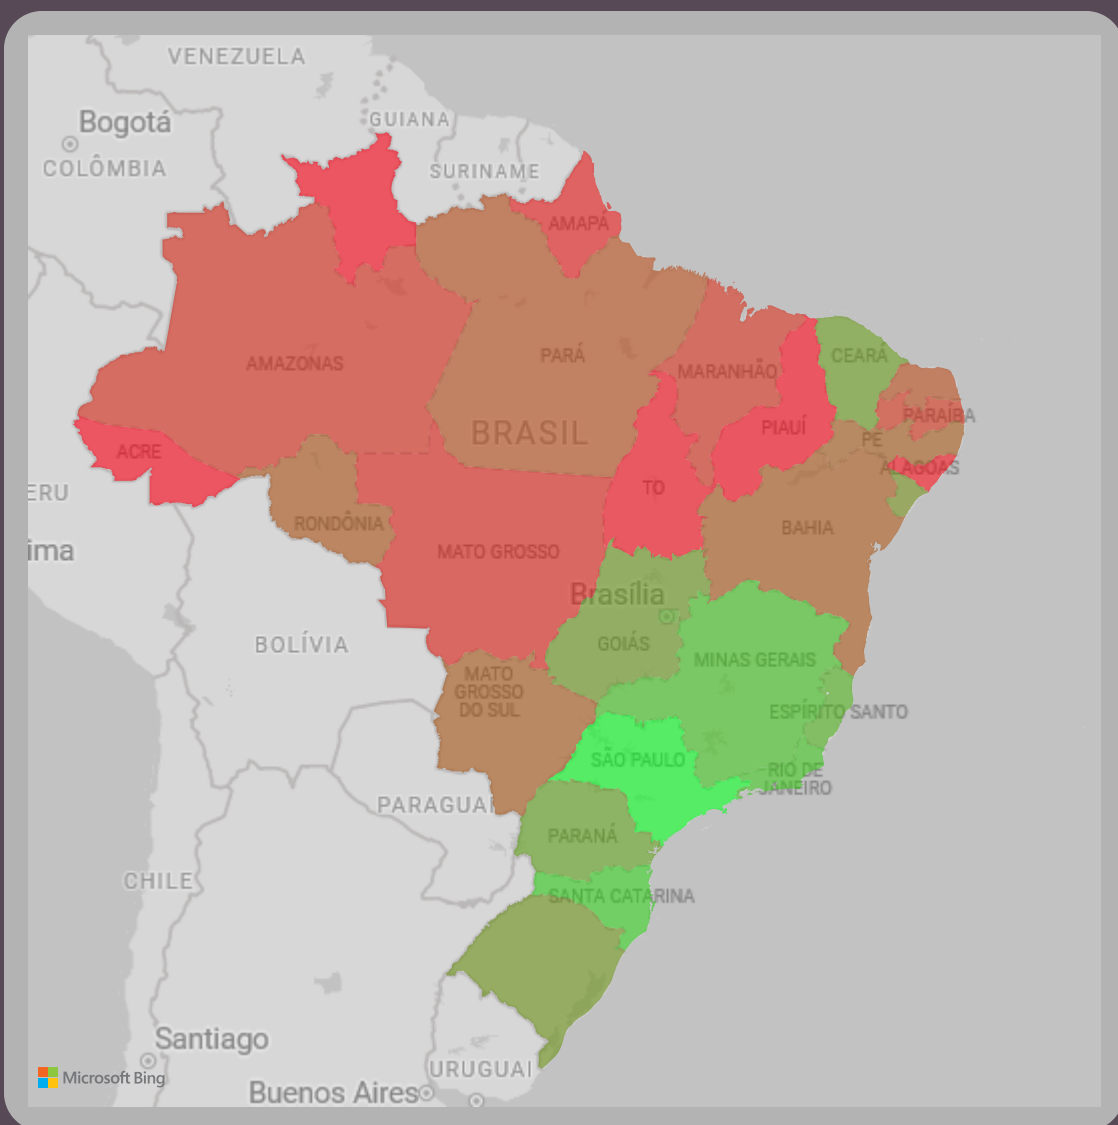 VENEZUELA
Bogotá
GUIANA
COLÔMBIA
SURINAME
AMAPÁ
CEARÁ
PARÁ
AMAZONAS
MARANHÃO
PARAÍBA
PIAUÍ
BRASIL
PE
ACRE
ALAGOAS
TO
ERU
RONDÔNIA
BAHIA
ima
MATO GROSSO
Brasília
BOLÍVIA
GOIÁS
MINAS GERAIS
MATO
GROSSO
DO SUL
ESPÍRITO SANTO
SÃO PAULO
RIO DE
JANEIRO
PARAGUAI
PARANÁ
CHILE
SANTA CATARINA
Santiago
URUGUAI
Microsoft Bing
Buenos Aires